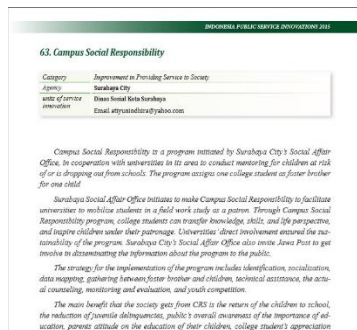 INDONESIA PUBLIC SERVICE INNOVATIONS 2015
63. Campus Social Responsibility
Category Improvement in Providing Service to Society
Agency Surabaya City
units of service innovation Dinas Sosial Kota Surabaya
Email attyunindhira@yahoo.com
Campus Social Responsibility is a program initiated by Surabaya City's Social Affair
Office, in cooperation with universities in its area to conduct mentoring for children at risk
of or is dropping out from schools. The program assigns one college student as foster brother
for one child
Surabaya Social Affair Office initiates to make Campus Social Responsibility to facilitate
universities to mobilize students in a field work study as a patron. Through Campus Social
Responsibility program, college students can transfer knowledge, skills, and life perspective,
and inspire children under their patronage. Universities' direct involvement ensured the sus-
tainability of the program. Surabaya City's Social Affair Office also invite Jawa Post to get
involve in disseminating the information about the program to the public.
The strategy for the implementation of the program includes identification, socialization,
data mapping, gathering between foster brother and children, technical assistance, the actu-
al counseling, monitoring and evaluation, and youth competition.
The main benefit that the society gets from CRS is the return of the children to school,
the reduction of juvenile delinquencies, public's overall awareness of the importance of ed-
ucation, parents attitude on the education of their children, college student's appreciation